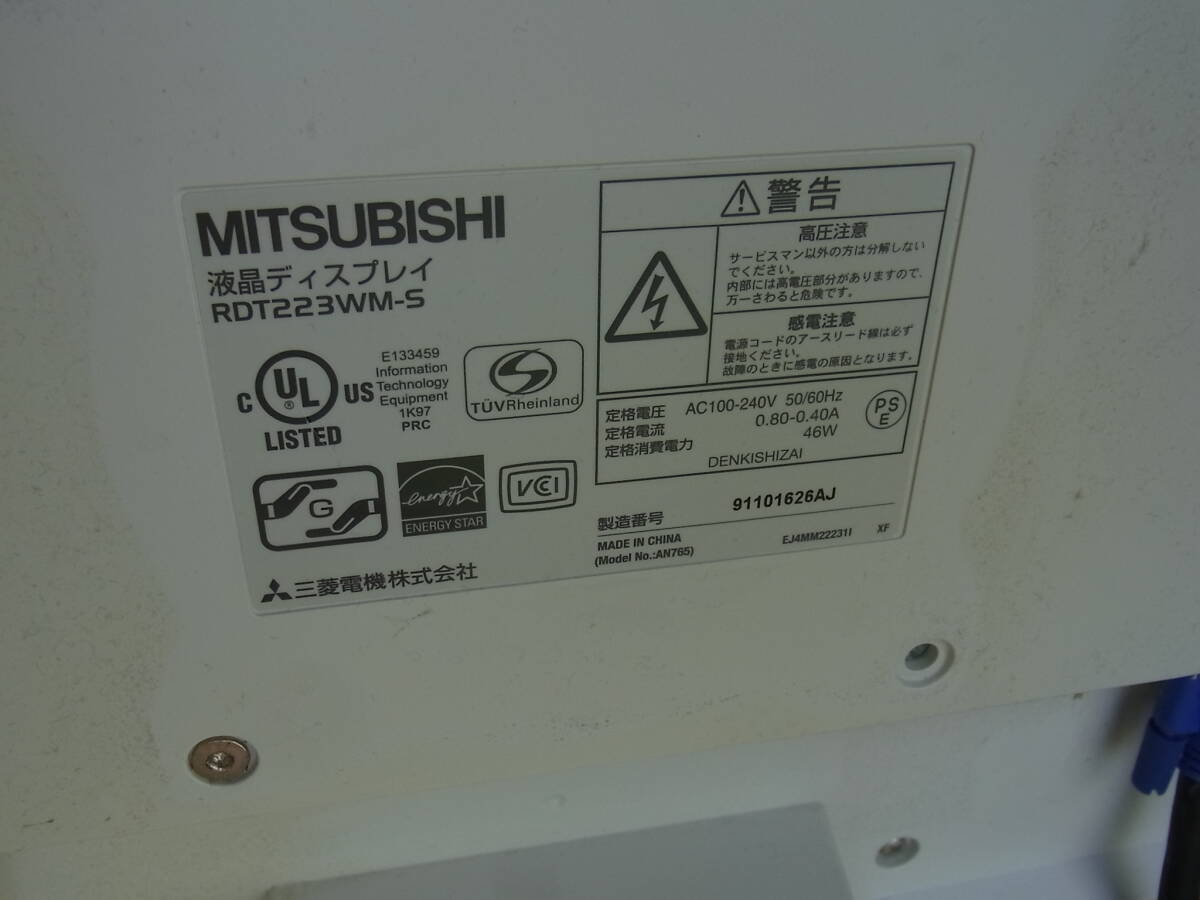 MITSUBISHI
液晶ディスプレイ
RDT223WM-S
C UL ® US
LISTED
E133459
Information
Technology
Equipment
1K97
PRC
TÜVRheinland
G
energy
ENERGY STAR
VCCI
三菱電機株式会社
警告
高圧注意
サービスマン以外の方は分解しない
でください。
内部には高電圧部分がありますので、
万一さわると危険です。
感電注意
電源コードのアースリード線は必ず
接地ください。
故障のときに感電の原因となります。
定格電圧 AC100-240V 50/60Hz
定格電流 0.80-0.40A
定格消費電力 46W
PS
E
DENKISHIZAI
製造番号 91101626AJ
MADE IN CHINA
(Model No.:AN765)
EJ4MM22231I XF